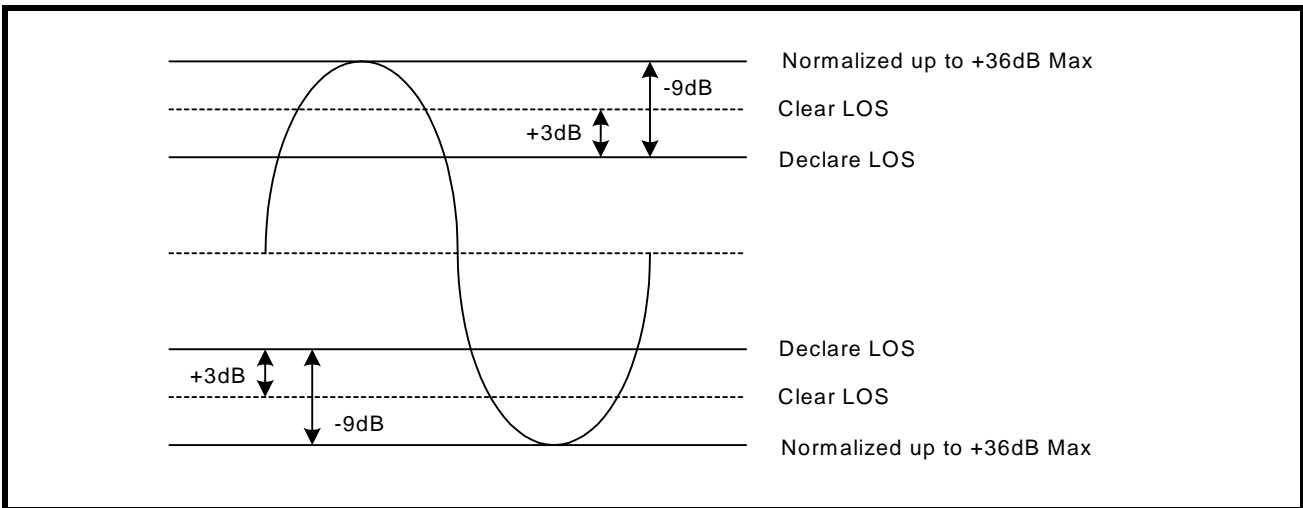 Normalized up to +36dB Max
-9dB
Clear LOS
+3dB
Declare LOS
Declare LOS
+3dB
Clear LOS
-9dB
Normalized up to +36dB Max